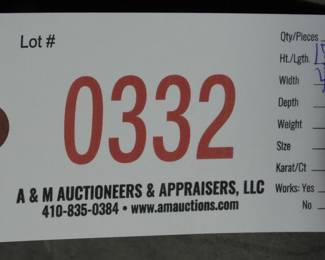 Lot #
0332
A & M AUCTIONEERS & APPRAISERS, LLC
410-835-0384 • www.amauctions.com
Qty/Pieces
Ht./Lgth.
Width
Depth
Weight
Size
Karat/Ct
Works: Yes
No